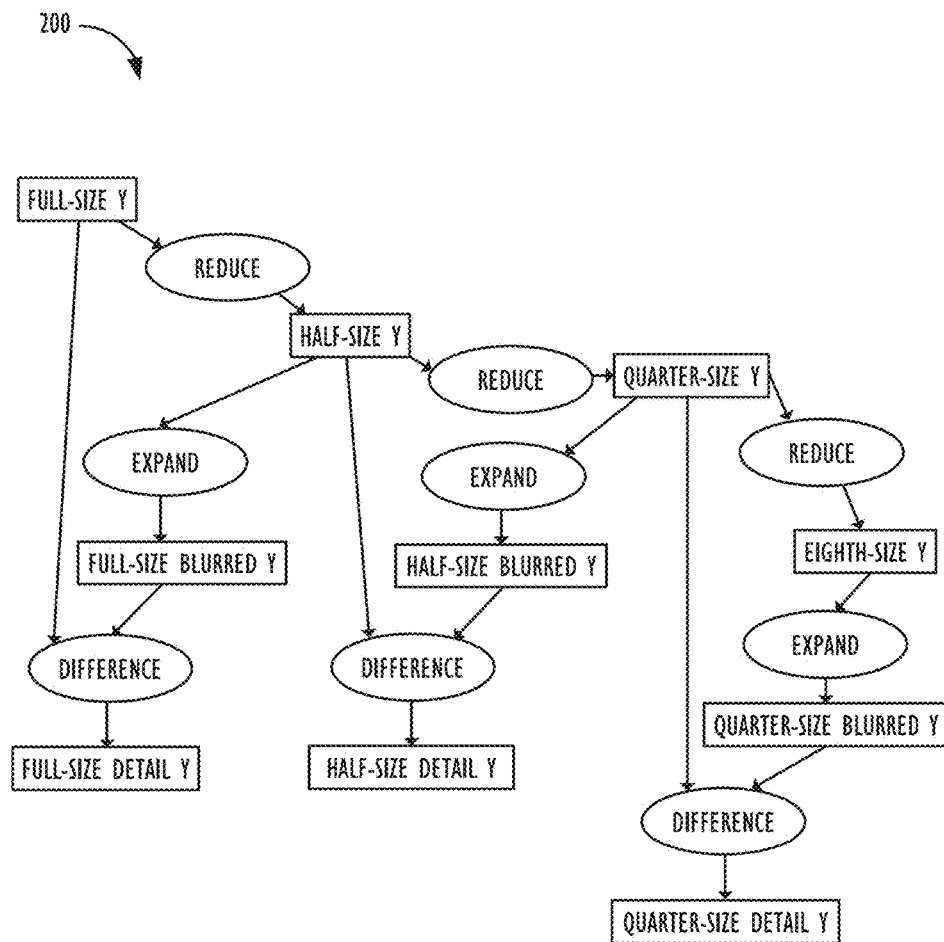 200
FULL-SIZE Y
REDUCE
HALF-SIZE Y
REDUCE
QUARTER-SIZE Y
EXPAND
EXPAND
REDUCE
FULL-SIZE BLURRED Y
HALF-SIZE BLURRED Y
EIGHTH-SIZE Y
DIFFERENCE
DIFFERENCE
EXPAND
FULL-SIZE DETAIL Y
HALF-SIZE DETAIL Y
QUARTER-SIZE BLURRED Y
DIFFERENCE
QUARTER-SIZE DETAIL Y